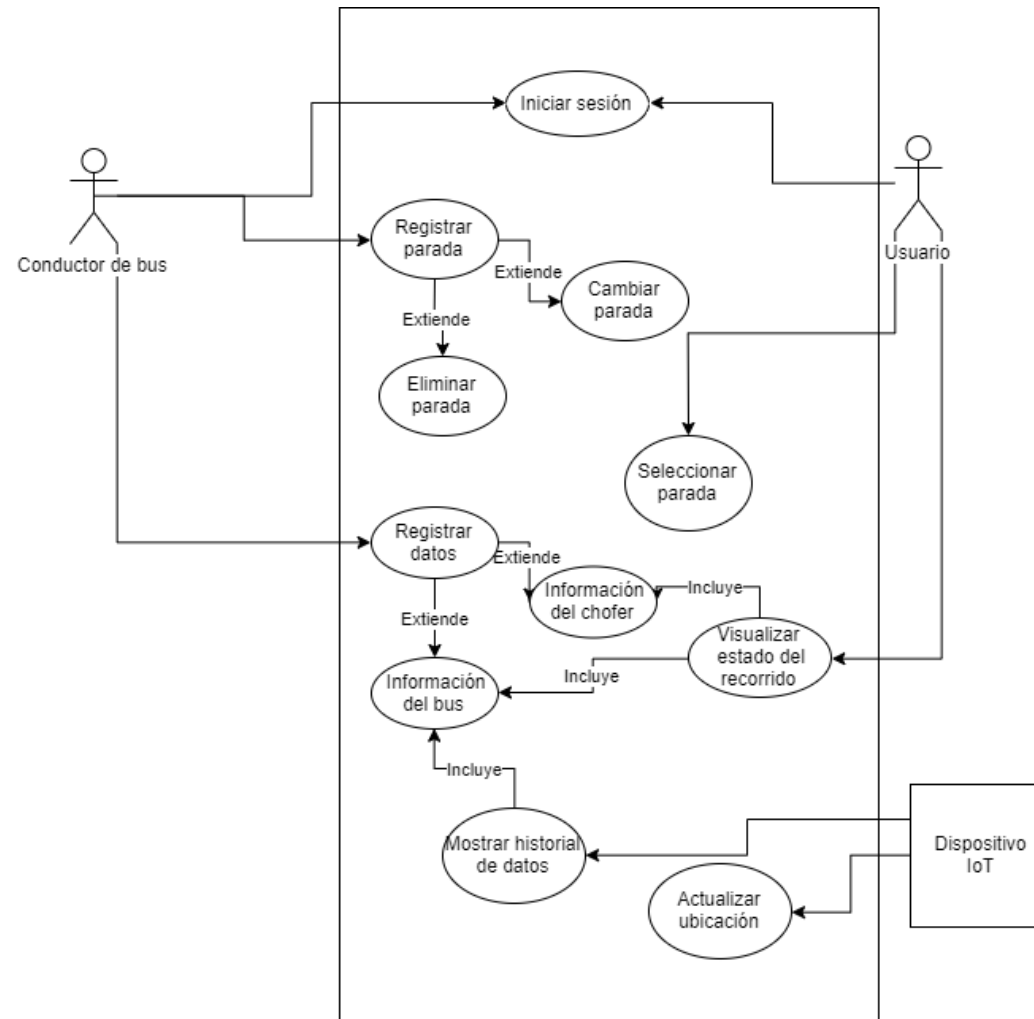 Iniciar sesión
Conductor de bus
Usuario
Registrar
parada
Extiende
Cambiar
parada
Extiende
Eliminar
parada
Seleccionar
parada
Registrar
datos
Extiende
Información
del chofer
Incluye
Extiende
Visualizar
estado del
recorrido
Incluye
Información
del bus
Incluye
Mostrar historial
de datos
Dispositivo
IoT
Actualizar
ubicación